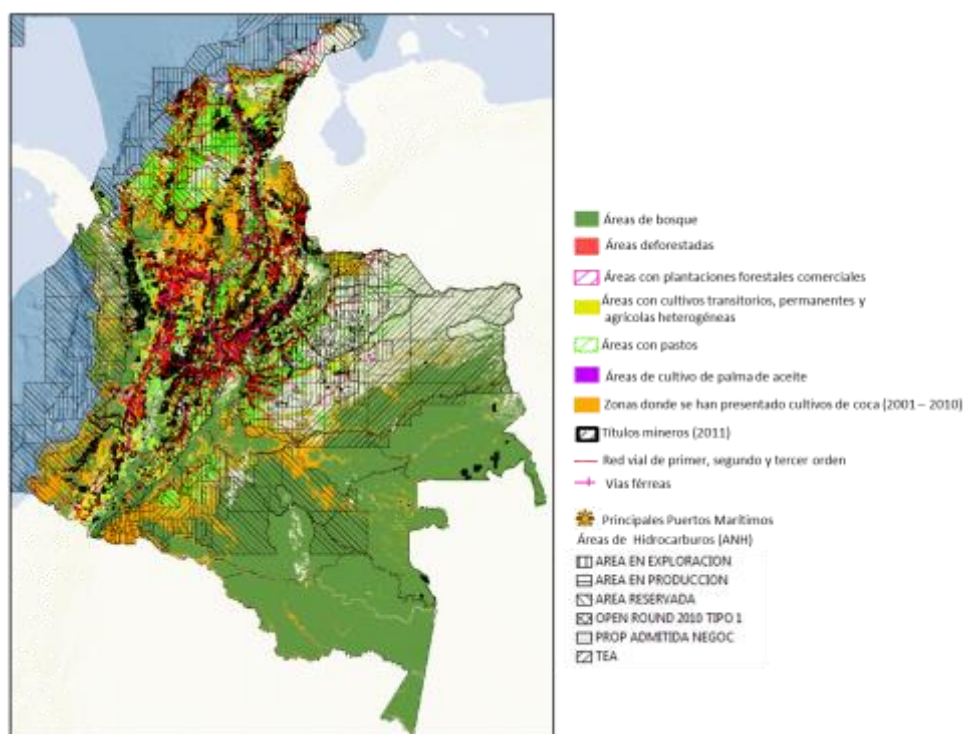 Áreas de bosque
Áreas deforestadas
Áreas con plantaciones forestales comerciales
Áreas con cultivos transitorios, permanentes y
agrícolas heterogéneas
Áreas con pastos
Áreas de cultivo de palma de aceite
Zonas donde se han presentado cultivos de coca (2001 – 2010)
Títulos mineros (2011)
Red vial de primer, segundo y tercer orden
Vías férreas
Principales Puertos Marítimos
Áreas de Hidrocarburos (ANH)
AREA EN EXPLORACION
AREA EN PRODUCCION
AREA RESERVADA
OPEN ROUND 2010 TIPO 1
PROP ADMITIDA NEGOC
TEA